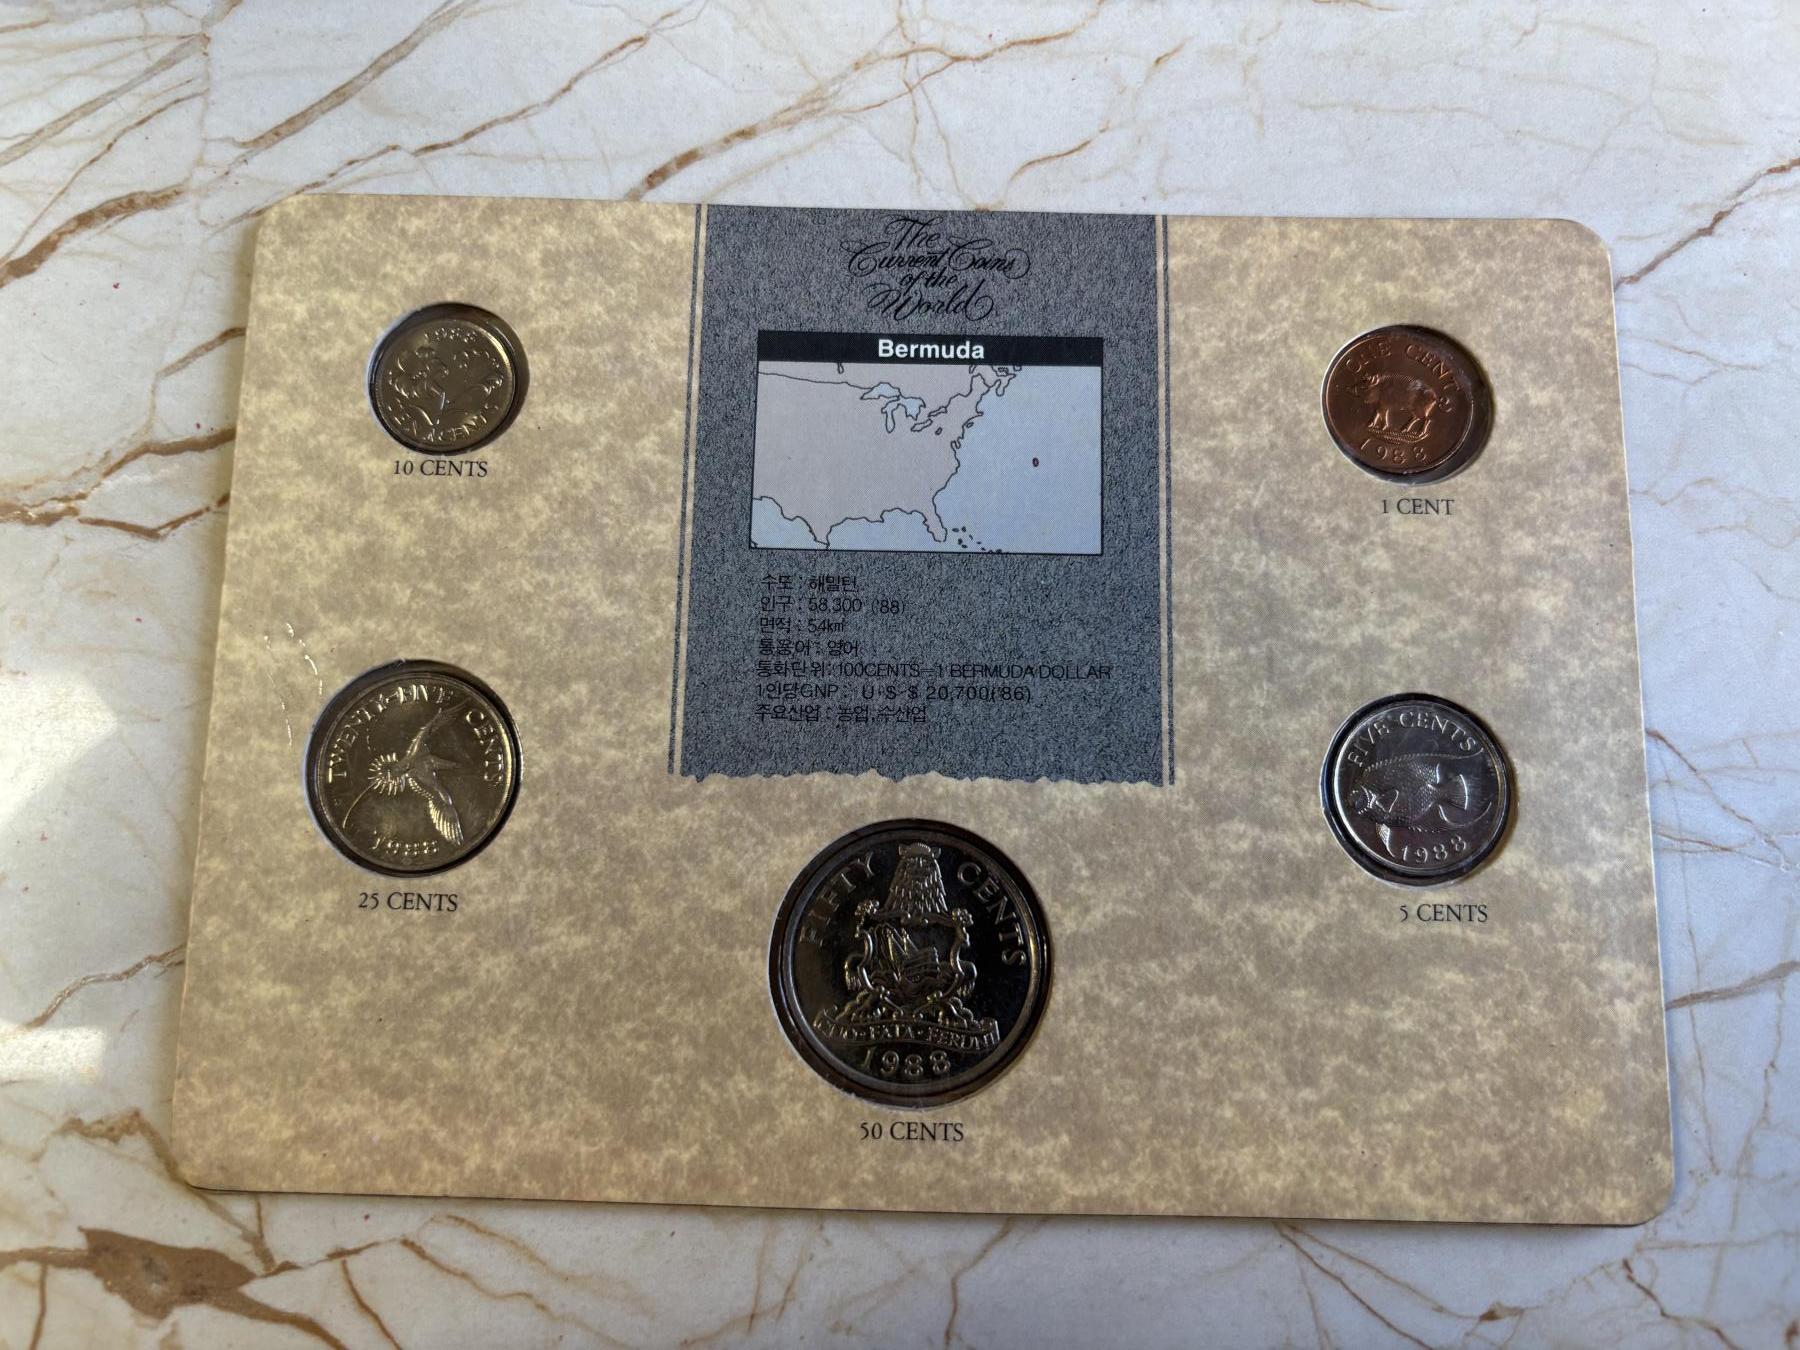 The
Current Coins
of the
World
Bermuda
수도 : 해밀턴
인구 : 58,300 ('88)
면적 : 54㎢
통용어 : 영어
통화단위:100CENTS—1 BERMUDA DOLLAR
1인당GNP : U·S·$ 20,700('86)
주요산업 : 농업,수산업
1988
TEN CENTS
10 CENTS
ONE CENT
1988
1 CENT
TWENTY-FIVE CENTS
1988
25 CENTS
FIVE CENTS
1988
5 CENTS
FIFTY CENTS
QUO·FATA·FERUNT
1988
50 CENTS